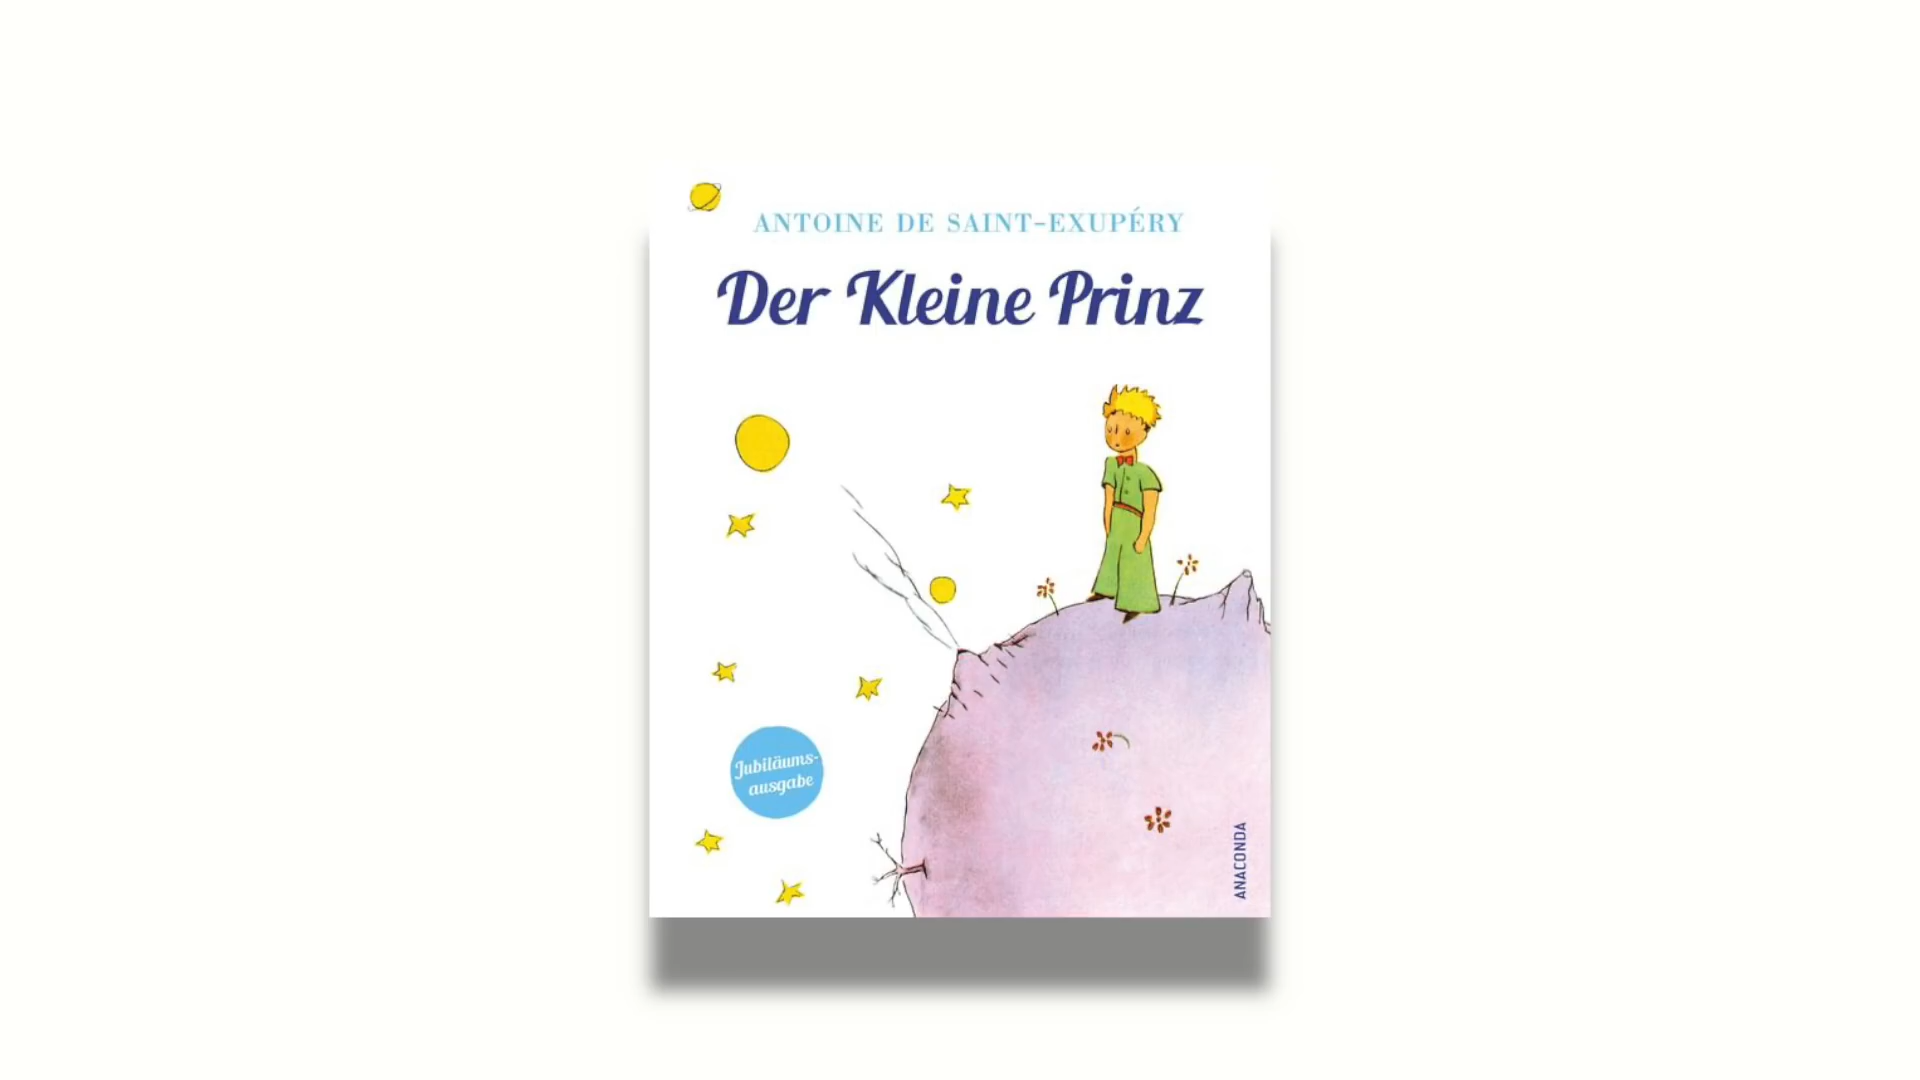 ANTOINE DE SAINT-EXUPÉRY
Der Kleine Prinz
Jubiläums-
ausgabe
ANACONDA